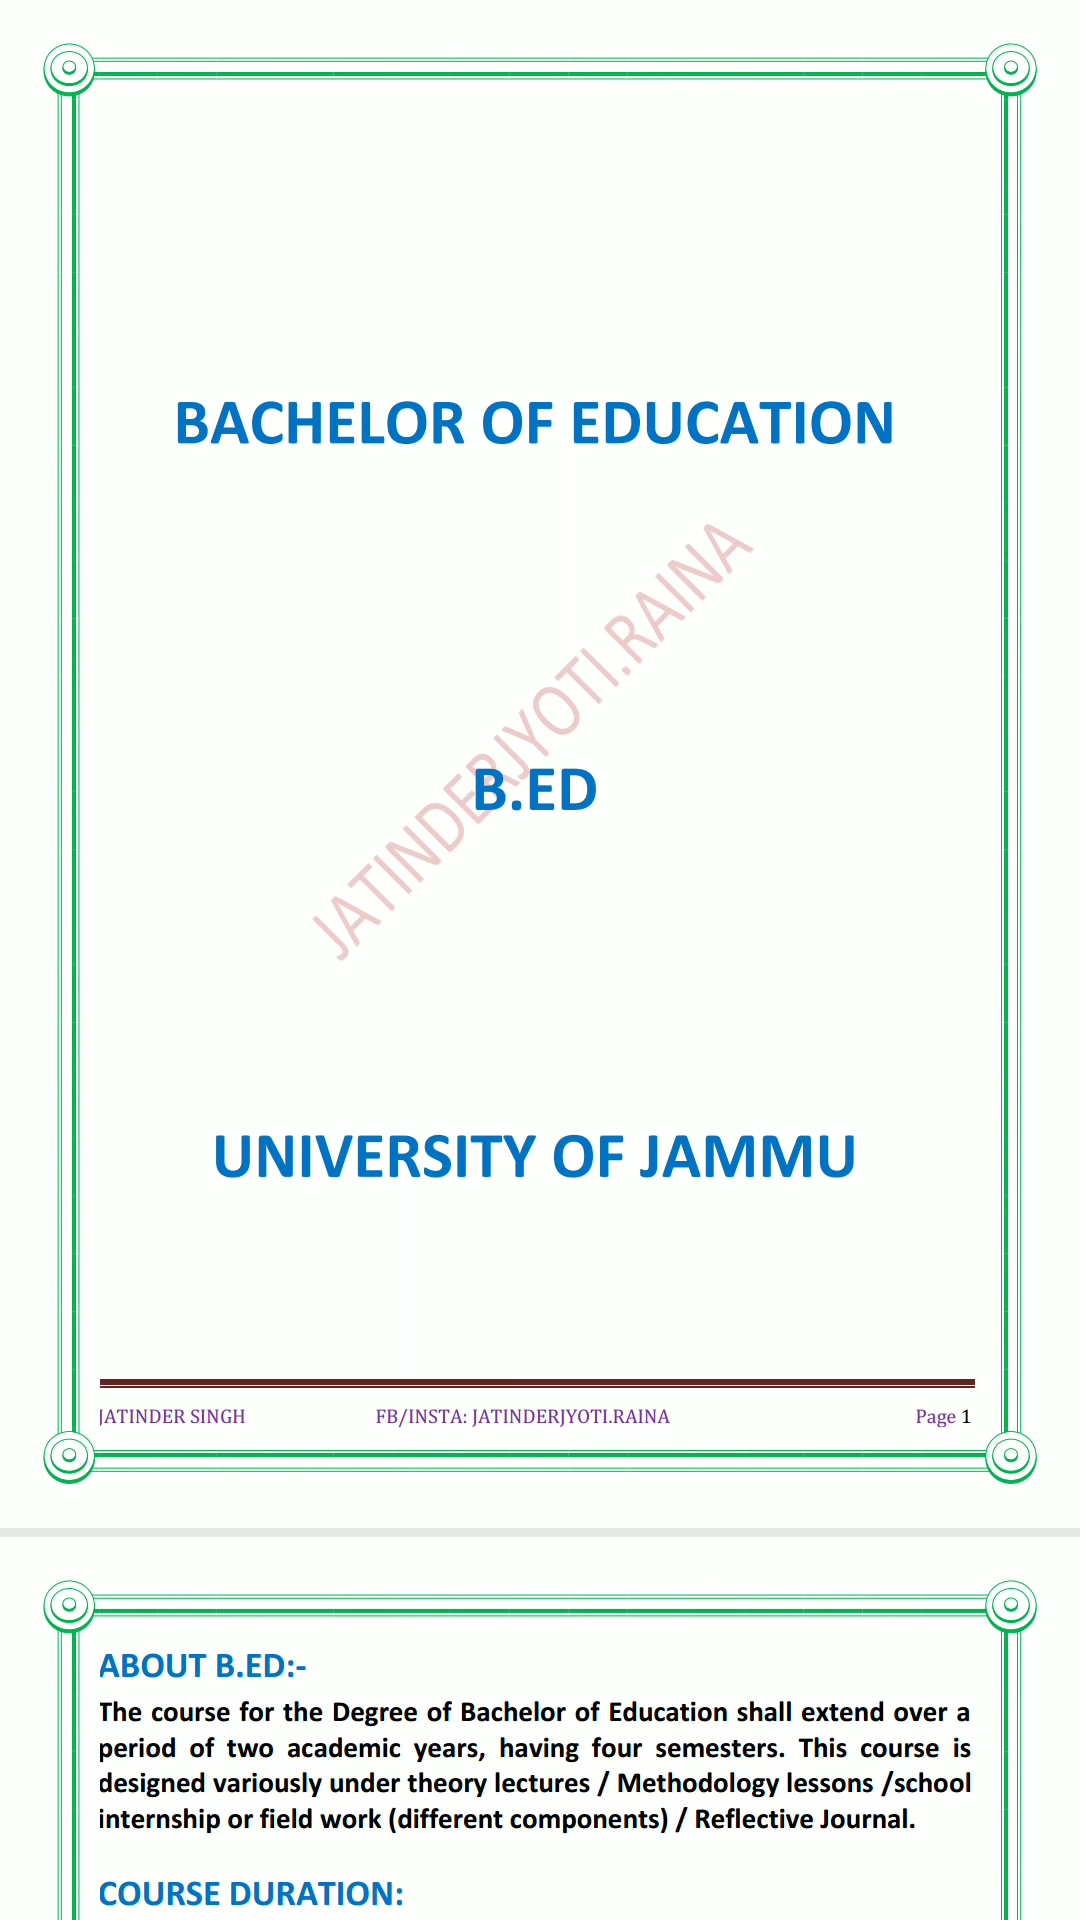 BACHELOR OF EDUCATION
JATINDERJYOTI.RAINA
B.ED
UNIVERSITY OF JAMMU
JATINDER SINGH FB/INSTA: JATINDERJYOTI.RAINA Page 1
ABOUT B.ED:-
The course for the Degree of Bachelor of Education shall extend over a
period of two academic years, having four semesters. This course is
designed variously under theory lectures / Methodology lessons /school
internship or field work (different components) / Reflective Journal.
COURSE DURATION: